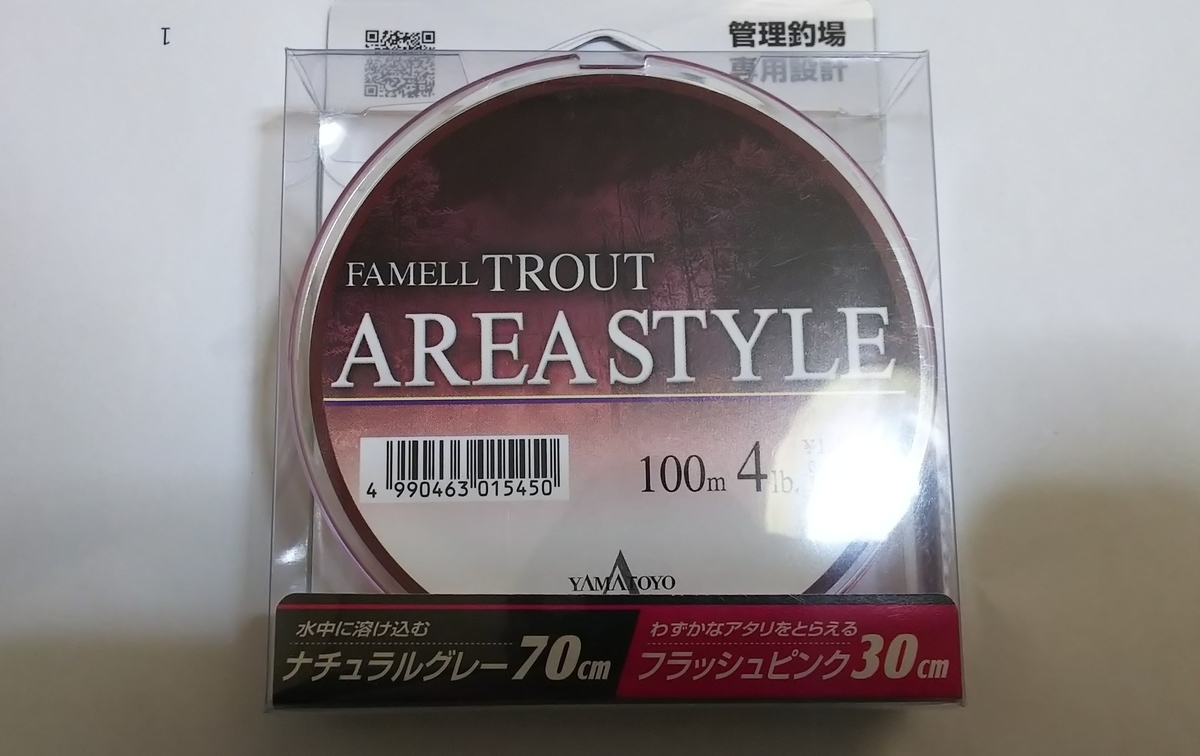 1
管理釣場
専用設計
FAMELL TROUT
AREA STYLE
100m 4lb.
4 990463 015450
YAMATOYO
水中に溶け込む
ナチュラルグレー70cm
わずかなアタリをとらえる
フラッシュピンク30cm